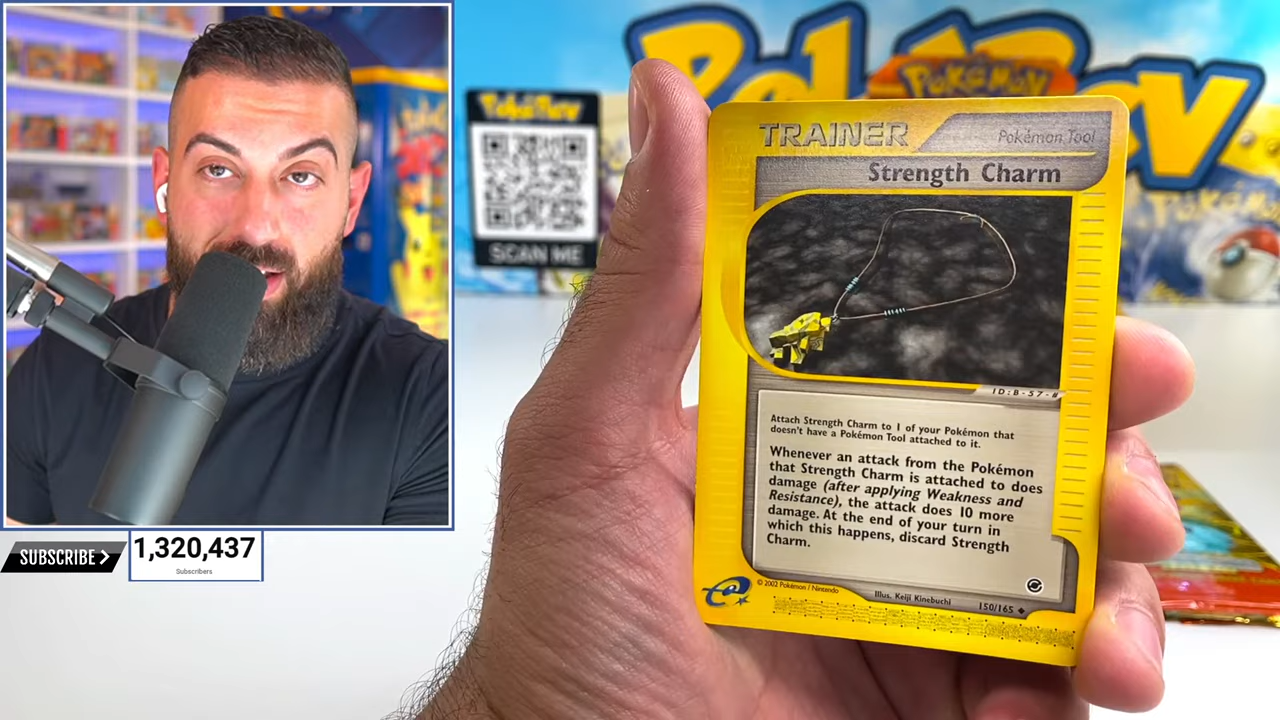 PokéRev
POKÉMON
PokéRev
SCAN ME
POKÉMON
TRAINER
Pokémon Tool
Strength Charm
ID:B-57-#
Attach Strength Charm to 1 of your Pokémon that
doesn't have a Pokémon Tool attached to it.
Whenever an attack from the Pokémon
that Strength Charm is attached to does
damage (after applying Weakness and
Resistance), the attack does 10 more
damage. At the end of your turn in
which this happens, discard Strength
Charm.
© 2002 Pokémon / Nintendo
Illus. Keiji Kinebuchi
150/165
SUBSCRIBE
1,320,437
Subscribers